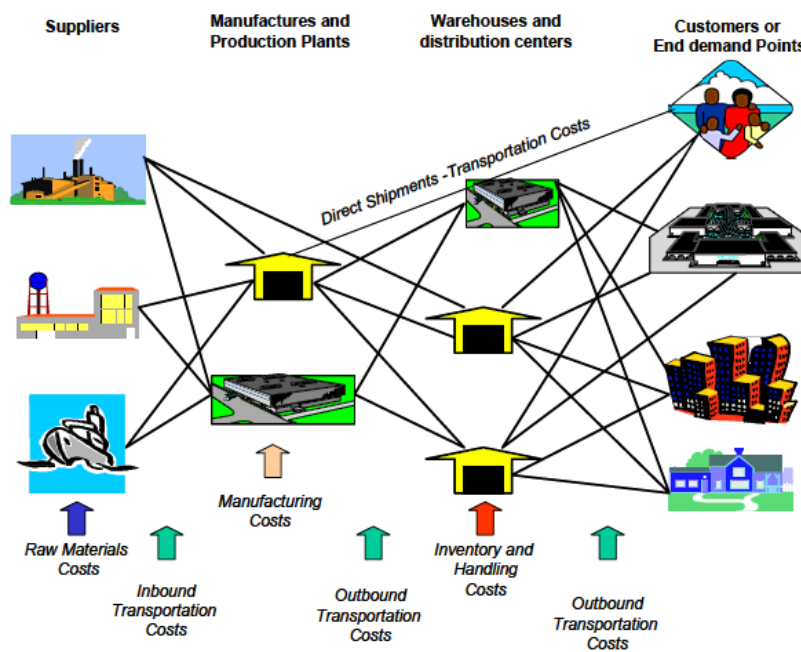 Suppliers
Manufactures and
Production Plants
Warehouses and
distribution centers
Customers or
End demand Points
Direct Shipments -Transportation Costs
Raw Materials
Costs
Inbound
Transportation
Costs
Manufacturing
Costs
Outbound
Transportation
Costs
Inventory and
Handling
Costs
Outbound
Transportation
Costs